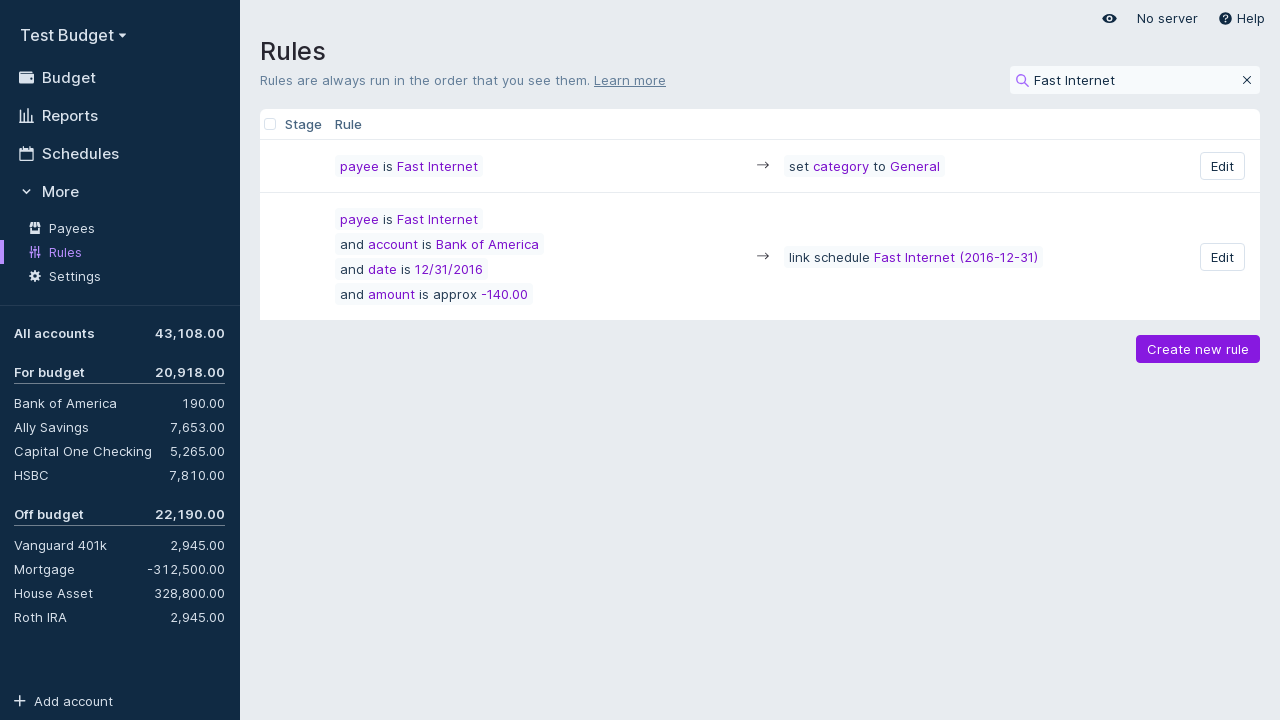 Test Budget
Budget
Reports
Schedules
More
Payees
Rules
Settings
All accounts 43,108.00
For budget 20,918.00
Bank of America 190.00
Ally Savings 7,653.00
Capital One Checking 5,265.00
HSBC 7,810.00
Off budget 22,190.00
Vanguard 401k 2,945.00
Mortgage -312,500.00
House Asset 328,800.00
Roth IRA 2,945.00
Add account
No server Help
Rules
Rules are always run in the order that you see them. Learn more
Fast Internet
Stage Rule
payee is Fast Internet → set category to General Edit
payee is Fast Internet
and account is Bank of America
and date is 12/31/2016
and amount is approx -140.00
→ link schedule Fast Internet (2016-12-31) Edit
Create new rule